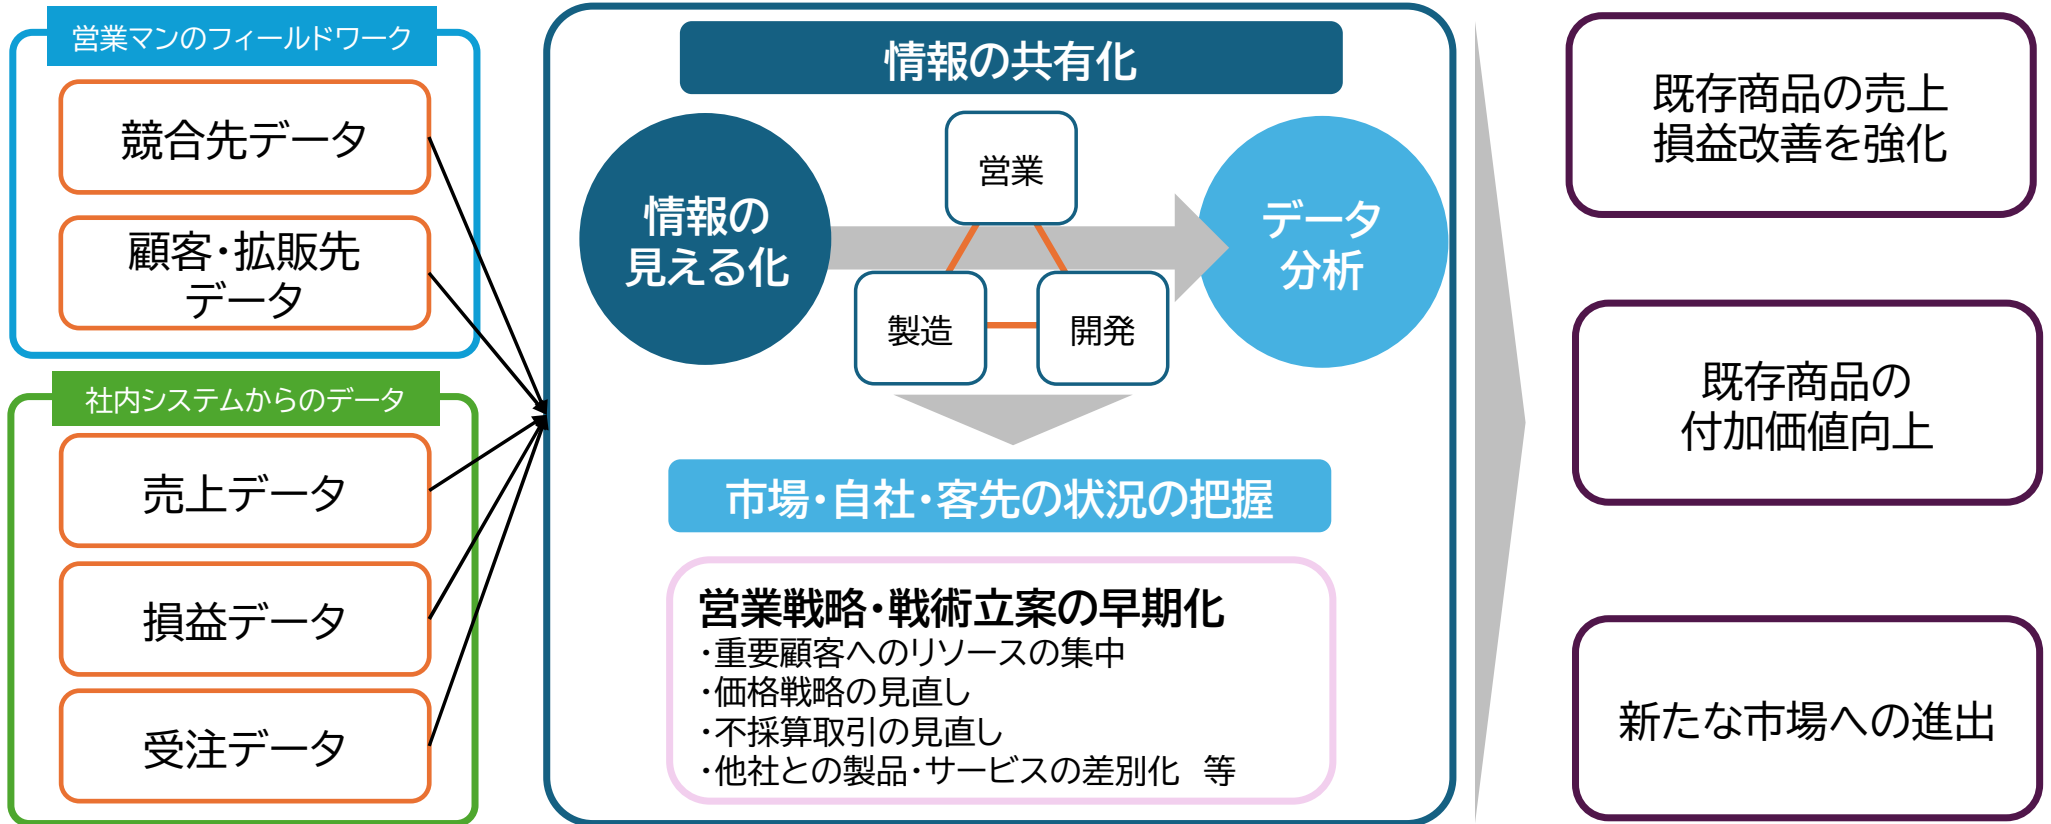 営業マンのフィールドワーク
競合先データ
顧客・拡販先
データ
社内システムからのデータ
売上データ
損益データ
受注データ
情報の共有化
情報の
見える化
営業
製造
開発
データ
分析
市場・自社・客先の状況の把握
営業戦略・戦術立案の早期化
・重要顧客へのリソースの集中
・価格戦略の見直し
・不採算取引の見直し
・他社との製品・サービスの差別化　等
既存商品の売上
損益改善を強化
既存商品の
付加価値向上
新たな市場への進出